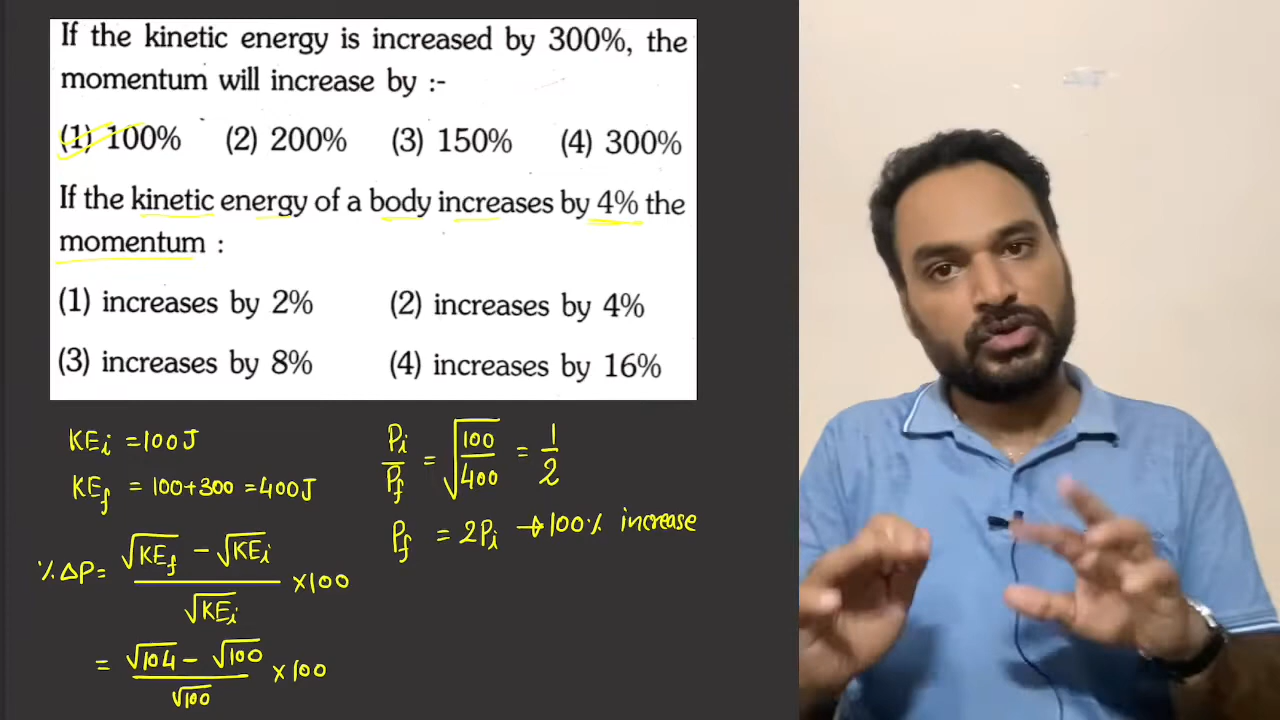 If the kinetic energy is increased by 300%, the
momentum will increase by :-
(1) 100% (2) 200% (3) 150% (4) 300%
If the kinetic energy of a body increases by 4% the
momentum :
(1) increases by 2% (2) increases by 4%
(3) increases by 8% (4) increases by 16%
KEi = 100J
KEf = 100+300 = 400J
% ΔP = (√KEf − √KEi) / √KEi × 100
= (√104 − √100) / √100 × 100
Pi / Pf = √(100 / 400) = 1 / 2
Pf = 2Pi → 100% increase